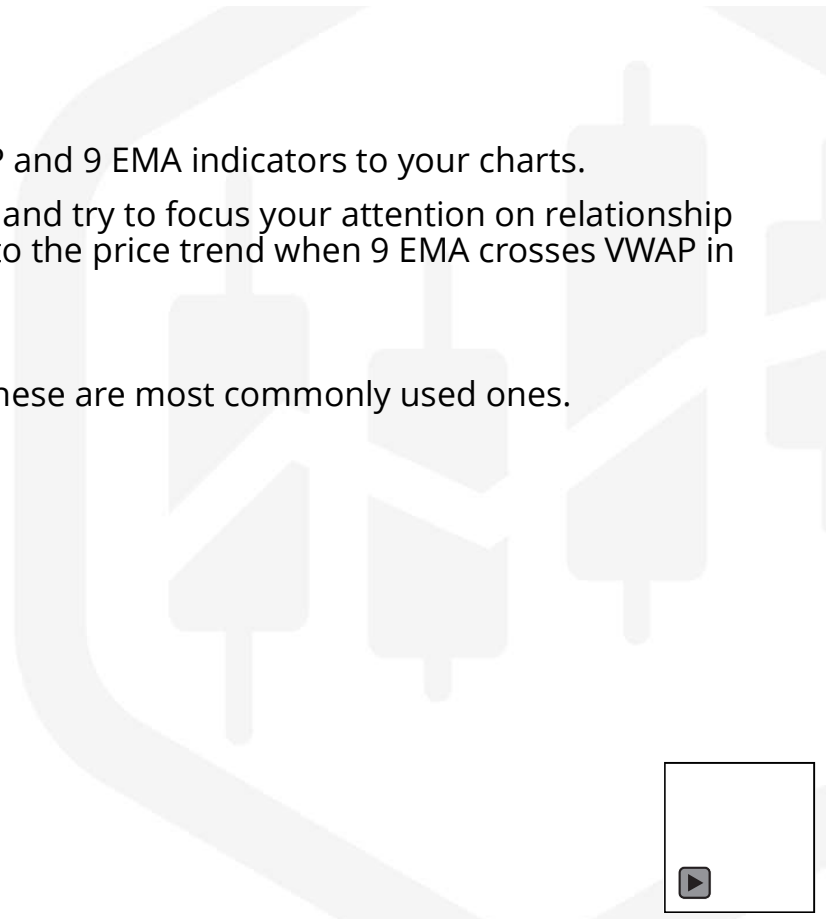 P and 9 EMA indicators to your charts.
and try to focus your attention on relationship
to the price trend when 9 EMA crosses VWAP in
hese are most commonly used ones.